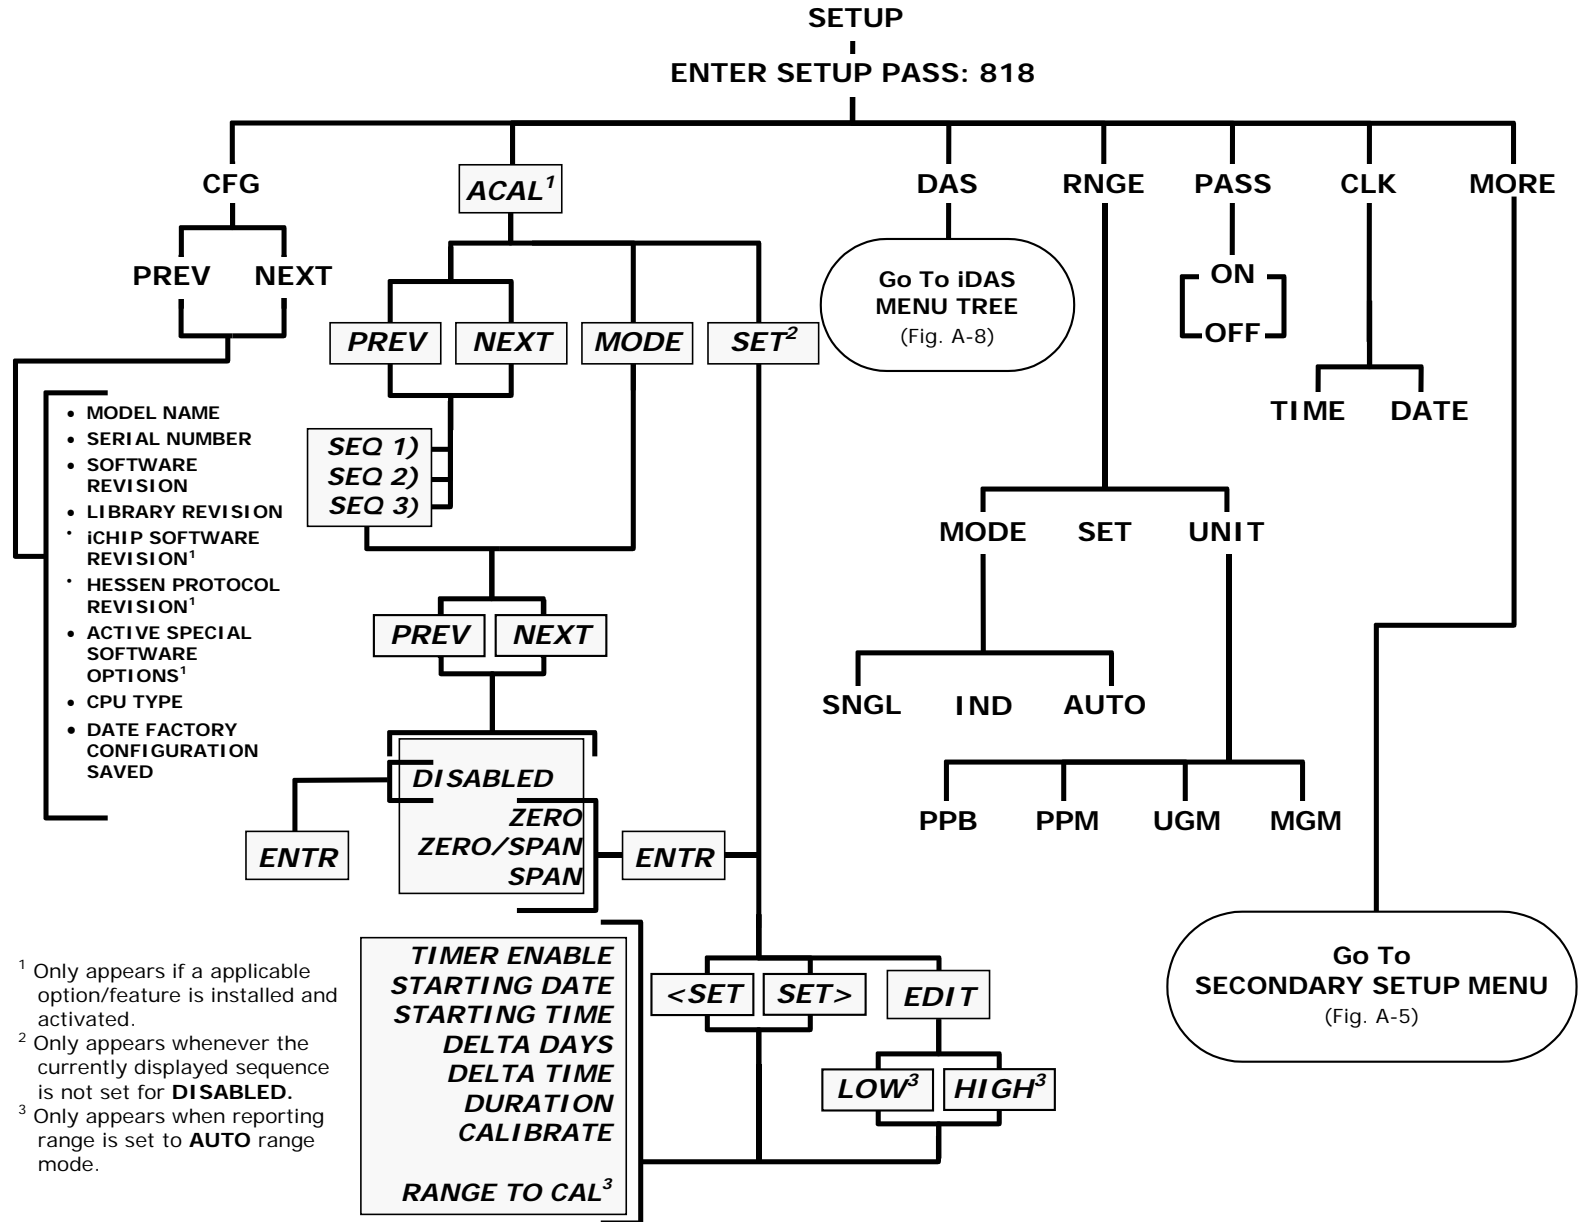 SETUP
ENTER SETUP PASS: 818
CFG
ACAL1
DAS
RNGE
PASS
CLK
MORE
PREV
NEXT
• MODEL NAME
• SERIAL NUMBER
• SOFTWARE
REVISION
• LIBRARY REVISION
• iCHIP SOFTWARE
REVISION1
• HESSEN PROTOCOL
REVISION1
• ACTIVE SPECIAL
SOFTWARE
OPTIONS1
• CPU TYPE
• DATE FACTORY
CONFIGURATION
SAVED
PREV
NEXT
MODE
SET2
SEQ 1)
SEQ 2)
SEQ 3)
PREV
NEXT
DISABLED
ZERO
ZERO/SPAN
SPAN
ENTR
ENTR
TIMER ENABLE
STARTING DATE
STARTING TIME
DELTA DAYS
DELTA TIME
DURATION
CALIBRATE
RANGE TO CAL3
<SET
SET>
EDIT
LOW3
HIGH3
Go To iDAS
MENU TREE
(Fig. A-8)
MODE
SET
UNIT
SNGL
IND
AUTO
PPB
PPM
UGM
MGM
ON
OFF
TIME
DATE
Go To
SECONDARY SETUP MENU
(Fig. A-5)
1 Only appears if a applicable
option/feature is installed and
activated.
2 Only appears whenever the
currently displayed sequence
is not set for DISABLED.
3 Only appears when reporting
range is set to AUTO range
mode.